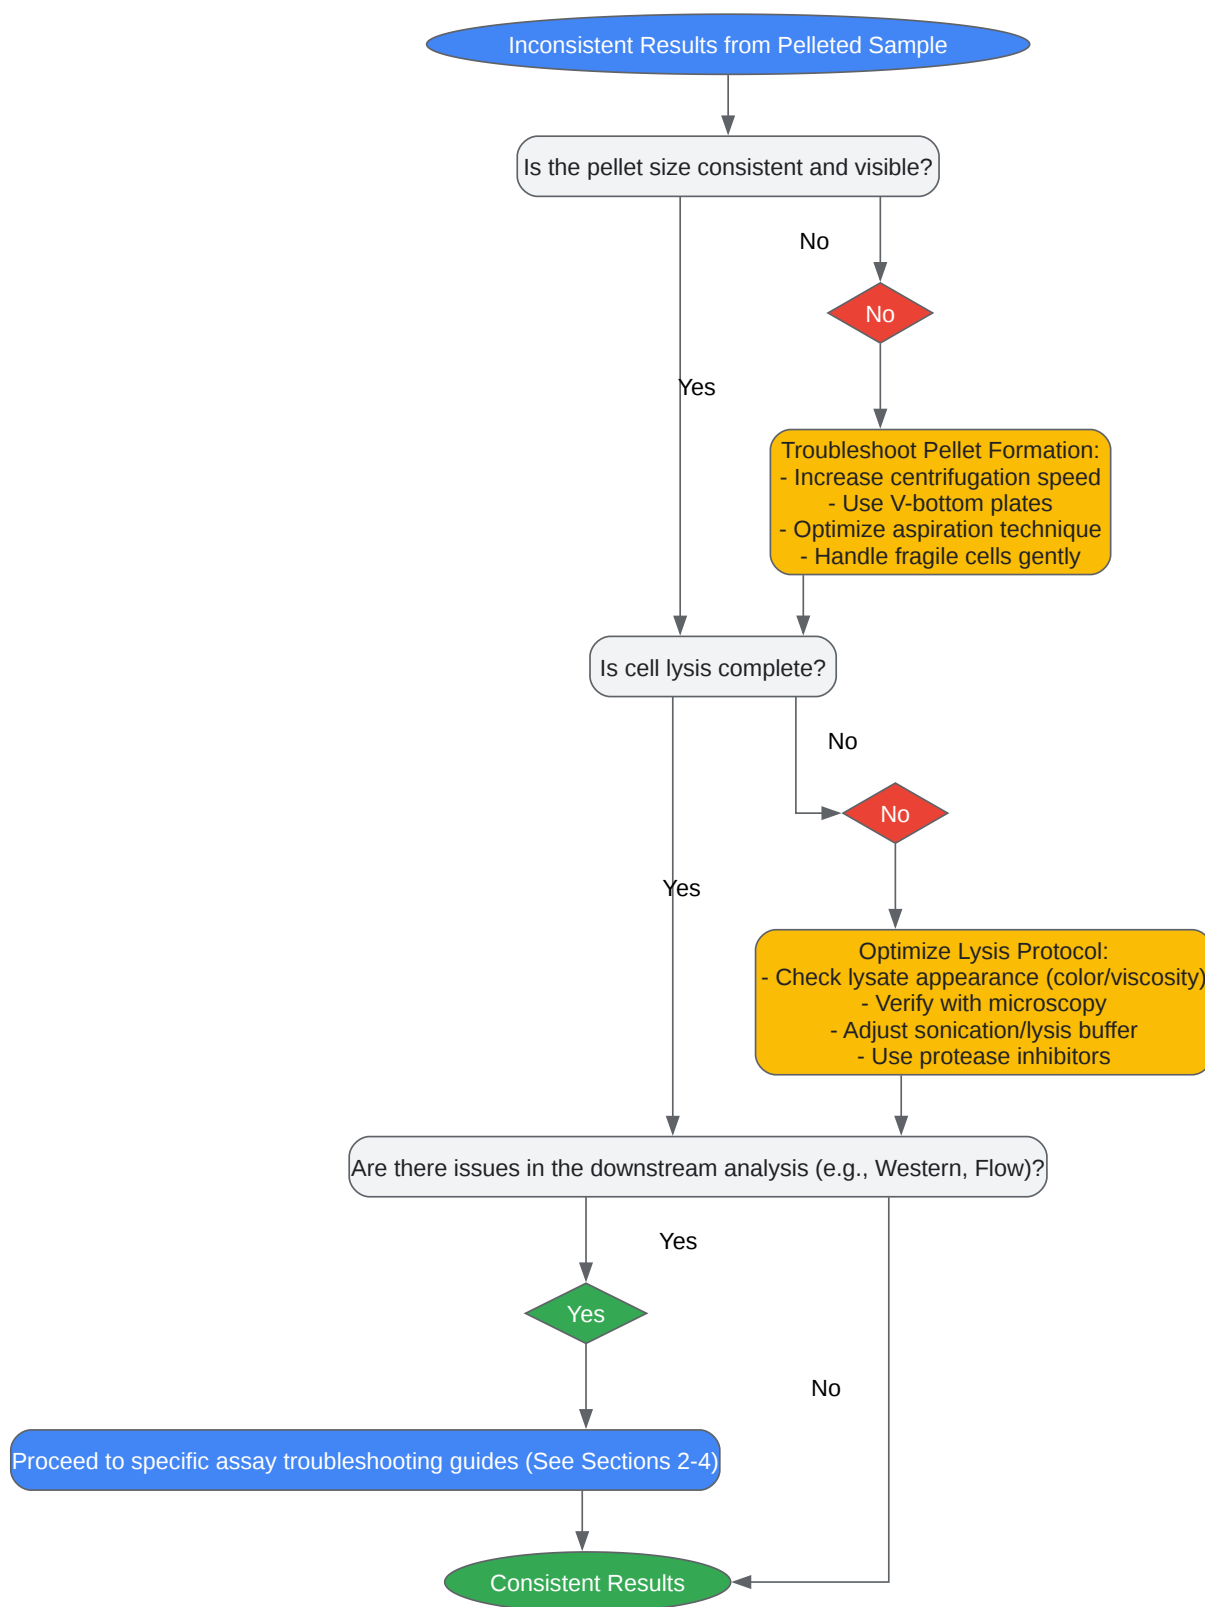 Inconsistent Results from Pelleted Sample
Is the pellet size consistent and visible?
No
No
Yes
Troubleshoot Pellet Formation:
- Increase centrifugation speed
- Use V-bottom plates
- Optimize aspiration technique
- Handle fragile cells gently
Is cell lysis complete?
No
No
Yes
Optimize Lysis Protocol:
- Check lysate appearance (color/viscosity)
- Verify with microscopy
- Adjust sonication/lysis buffer
- Use protease inhibitors
Are there issues in the downstream analysis (e.g., Western, Flow)?
Yes
Yes
No
Proceed to specific assay troubleshooting guides (See Sections 2-4)
Consistent Results